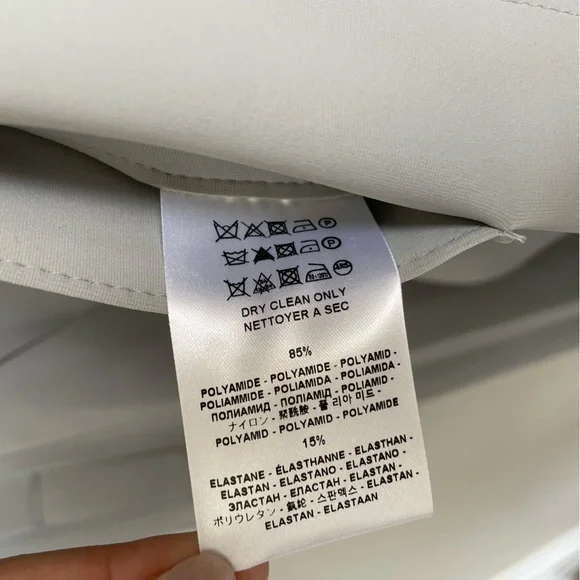 P
P
DRY CLEAN ONLY
NETTOYER A SEC
85%
POLYAMIDE - POLYAMIDE - POLYAMID -
POLIAMMIDE - POLIAMIDA - POLIAMIDA -
ПОЛИАМИД - ПОЛІАМІД - POLIAMID -
ナイロン - 聚酰胺 - 폴 리아 미드 -
POLYAMID - POLYAMID - POLYAMIDE
15%
ELASTANE - ÉLASTHANNE - ELASTHAN -
ELASTAN - ELASTANO - ELASTANO -
ЭЛАСТАН - ЕЛАСТАН - ELASTAN -
ポリウレタン - 氨纶 - 스판덱스 -
ELASTAN - ELASTAAN